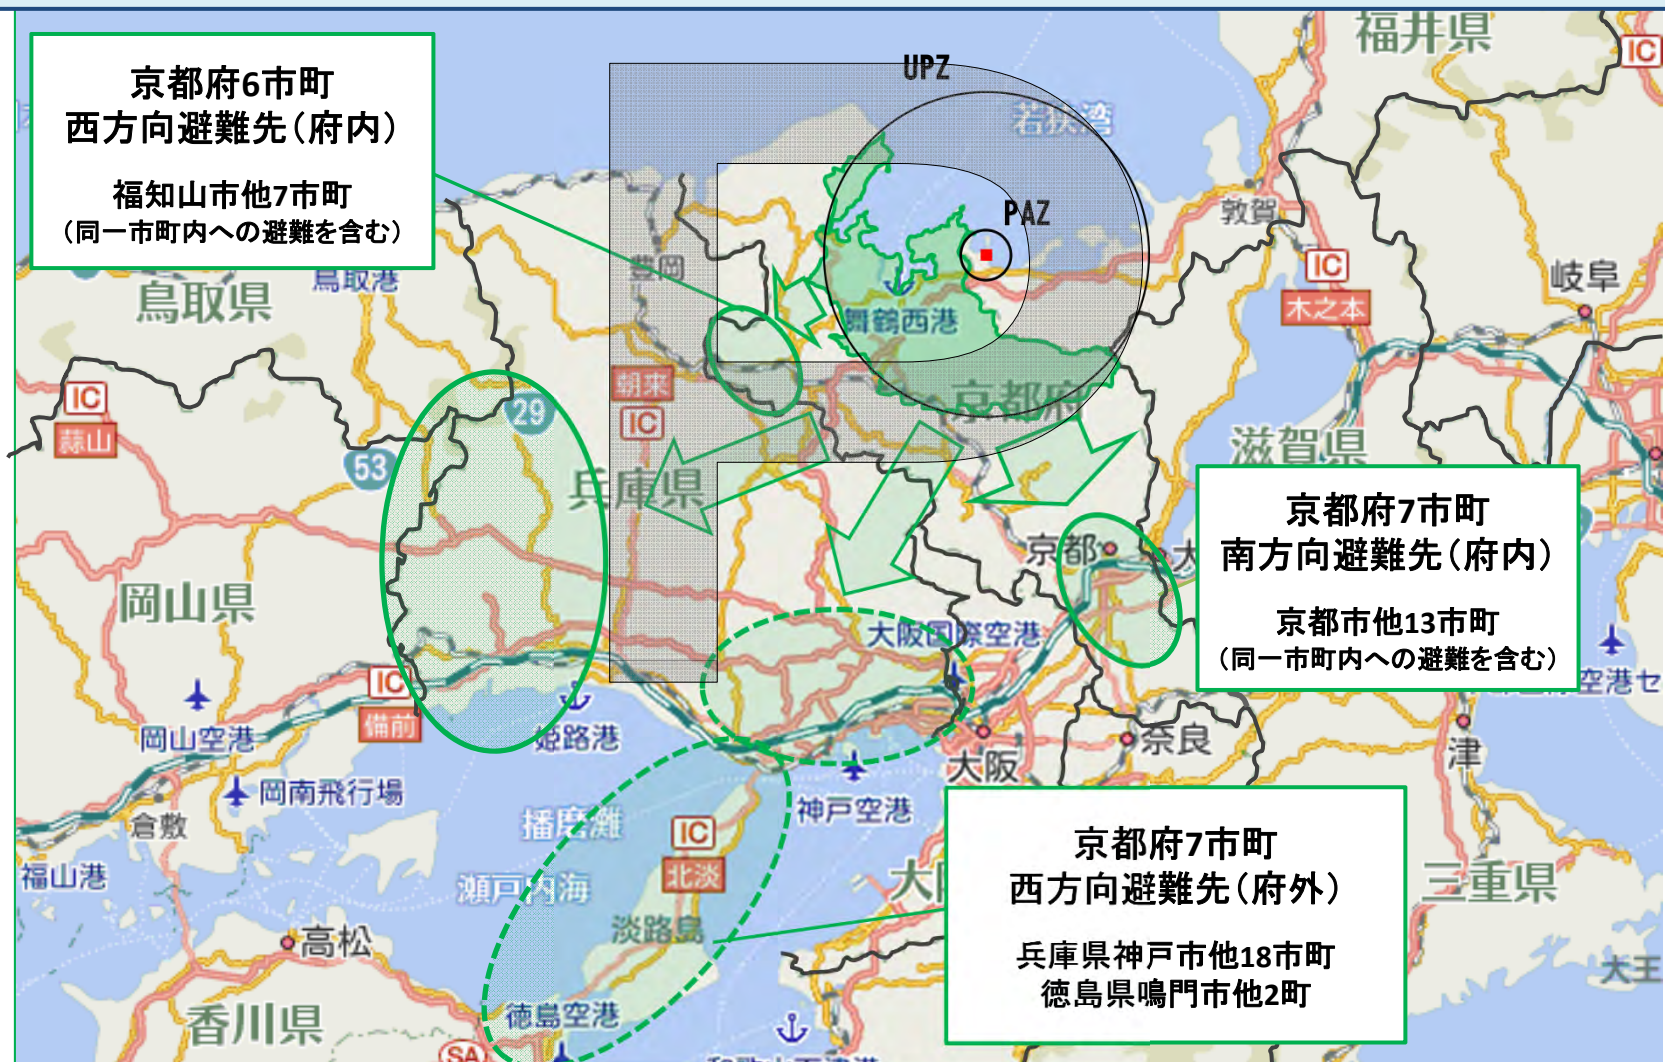 京都府6市町
西方向避難先(府内)
福知山市他7市町
(同一市町内への避難を含む)
UPZ
PAZ
若狭湾
福井県
IC
敦賀
IC
木之本
岐阜
鳥取港
鳥取県
豊岡
舞鶴西港
京都府
朝来
IC
IC
蒜山
29
53
兵庫県
滋賀県
京都府7市町
南方向避難先(府内)
京都市他13市町
(同一市町内への避難を含む)
京都
大
岡山県
大阪国際空港
IC
備前
岡山空港
姫路港
空港セ
奈良
津
大阪
岡南飛行場
神戸空港
倉敷
播磨灘
IC
北淡
福山港
瀬戸内海
淡路島
大阪
三重県
京都府7市町
西方向避難先(府外)
兵庫県神戸市他18市町
徳島県鳴門市他2町
高松
大王
香川県
徳島空港
SA